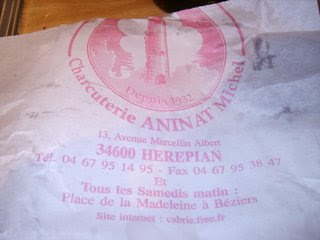 Depuis 1932
Charcuterie ANINAT Michel
13, Avenue Marcellin Albert
34600 HEREPIAN
Tél. 04 67 95 14 95 - Fax 04 67 95 38 47
Et
Tous les Samedis matin :
Place de la Madeleine à Béziers
Site internet : cabrie.free.fr